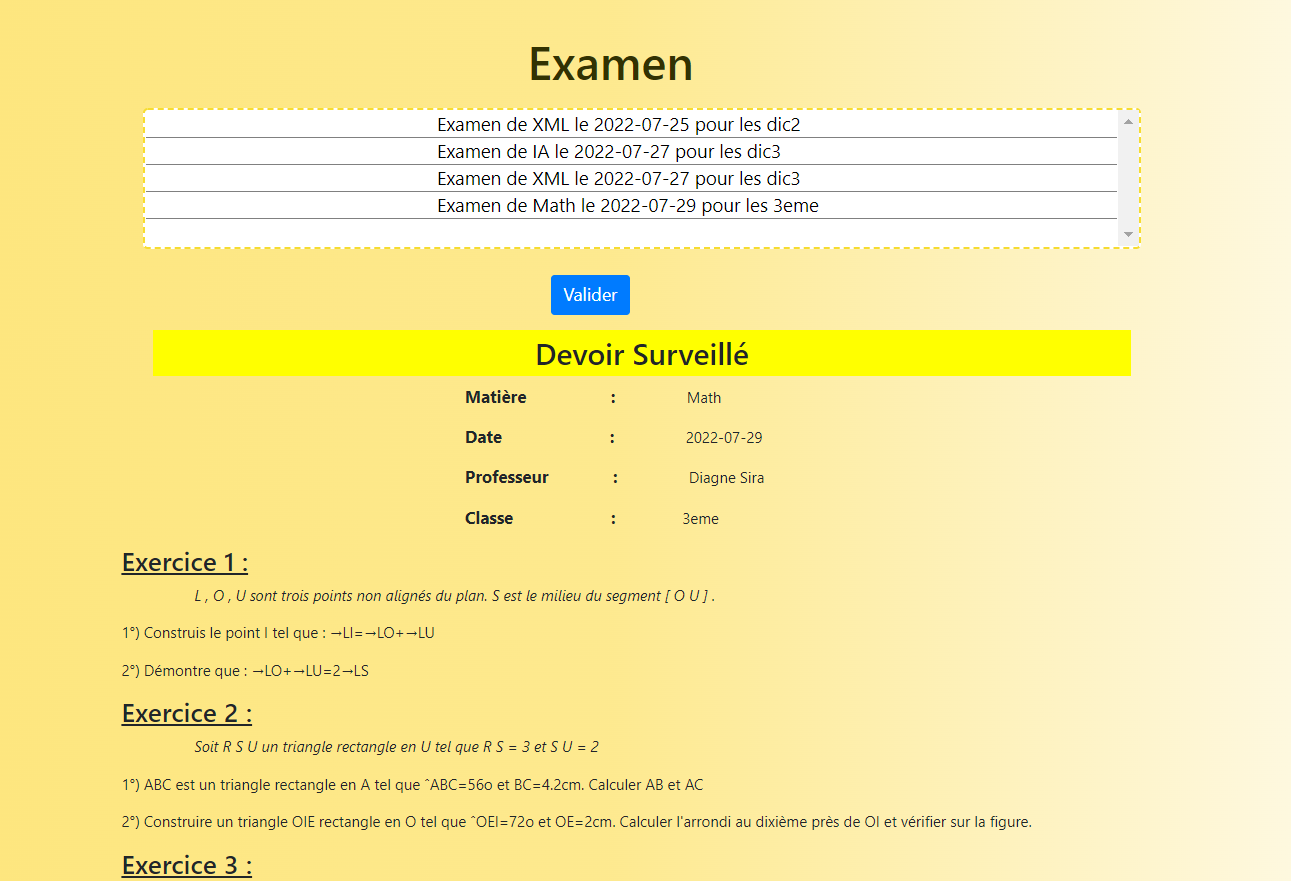 Examen
Examen de XML le 2022-07-25 pour les dic2
Examen de IA le 2022-07-27 pour les dic3
Examen de XML le 2022-07-27 pour les dic3
Examen de Math le 2022-07-29 pour les 3eme
Valider
Devoir Surveillé
Matière : Math
Date : 2022-07-29
Professeur : Diagne Sira
Classe : 3eme
Exercice 1 :
L , O , U sont trois points non alignés du plan. S est le milieu du segment [ O U ] .
1°) Construis le point I tel que : →LI=→LO+→LU
2°) Démontre que : →LO+→LU=2→LS
Exercice 2 :
Soit R S U un triangle rectangle en U tel que R S = 3 et S U = 2
1°) ABC est un triangle rectangle en A tel que ˆABC=56o et BC=4.2cm. Calculer AB et AC
2°) Construire un triangle OIE rectangle en O tel que ˆOEI=72o et OE=2cm. Calculer l'arrondi au dixième près de OI et vérifier sur la figure.
Exercice 3 :